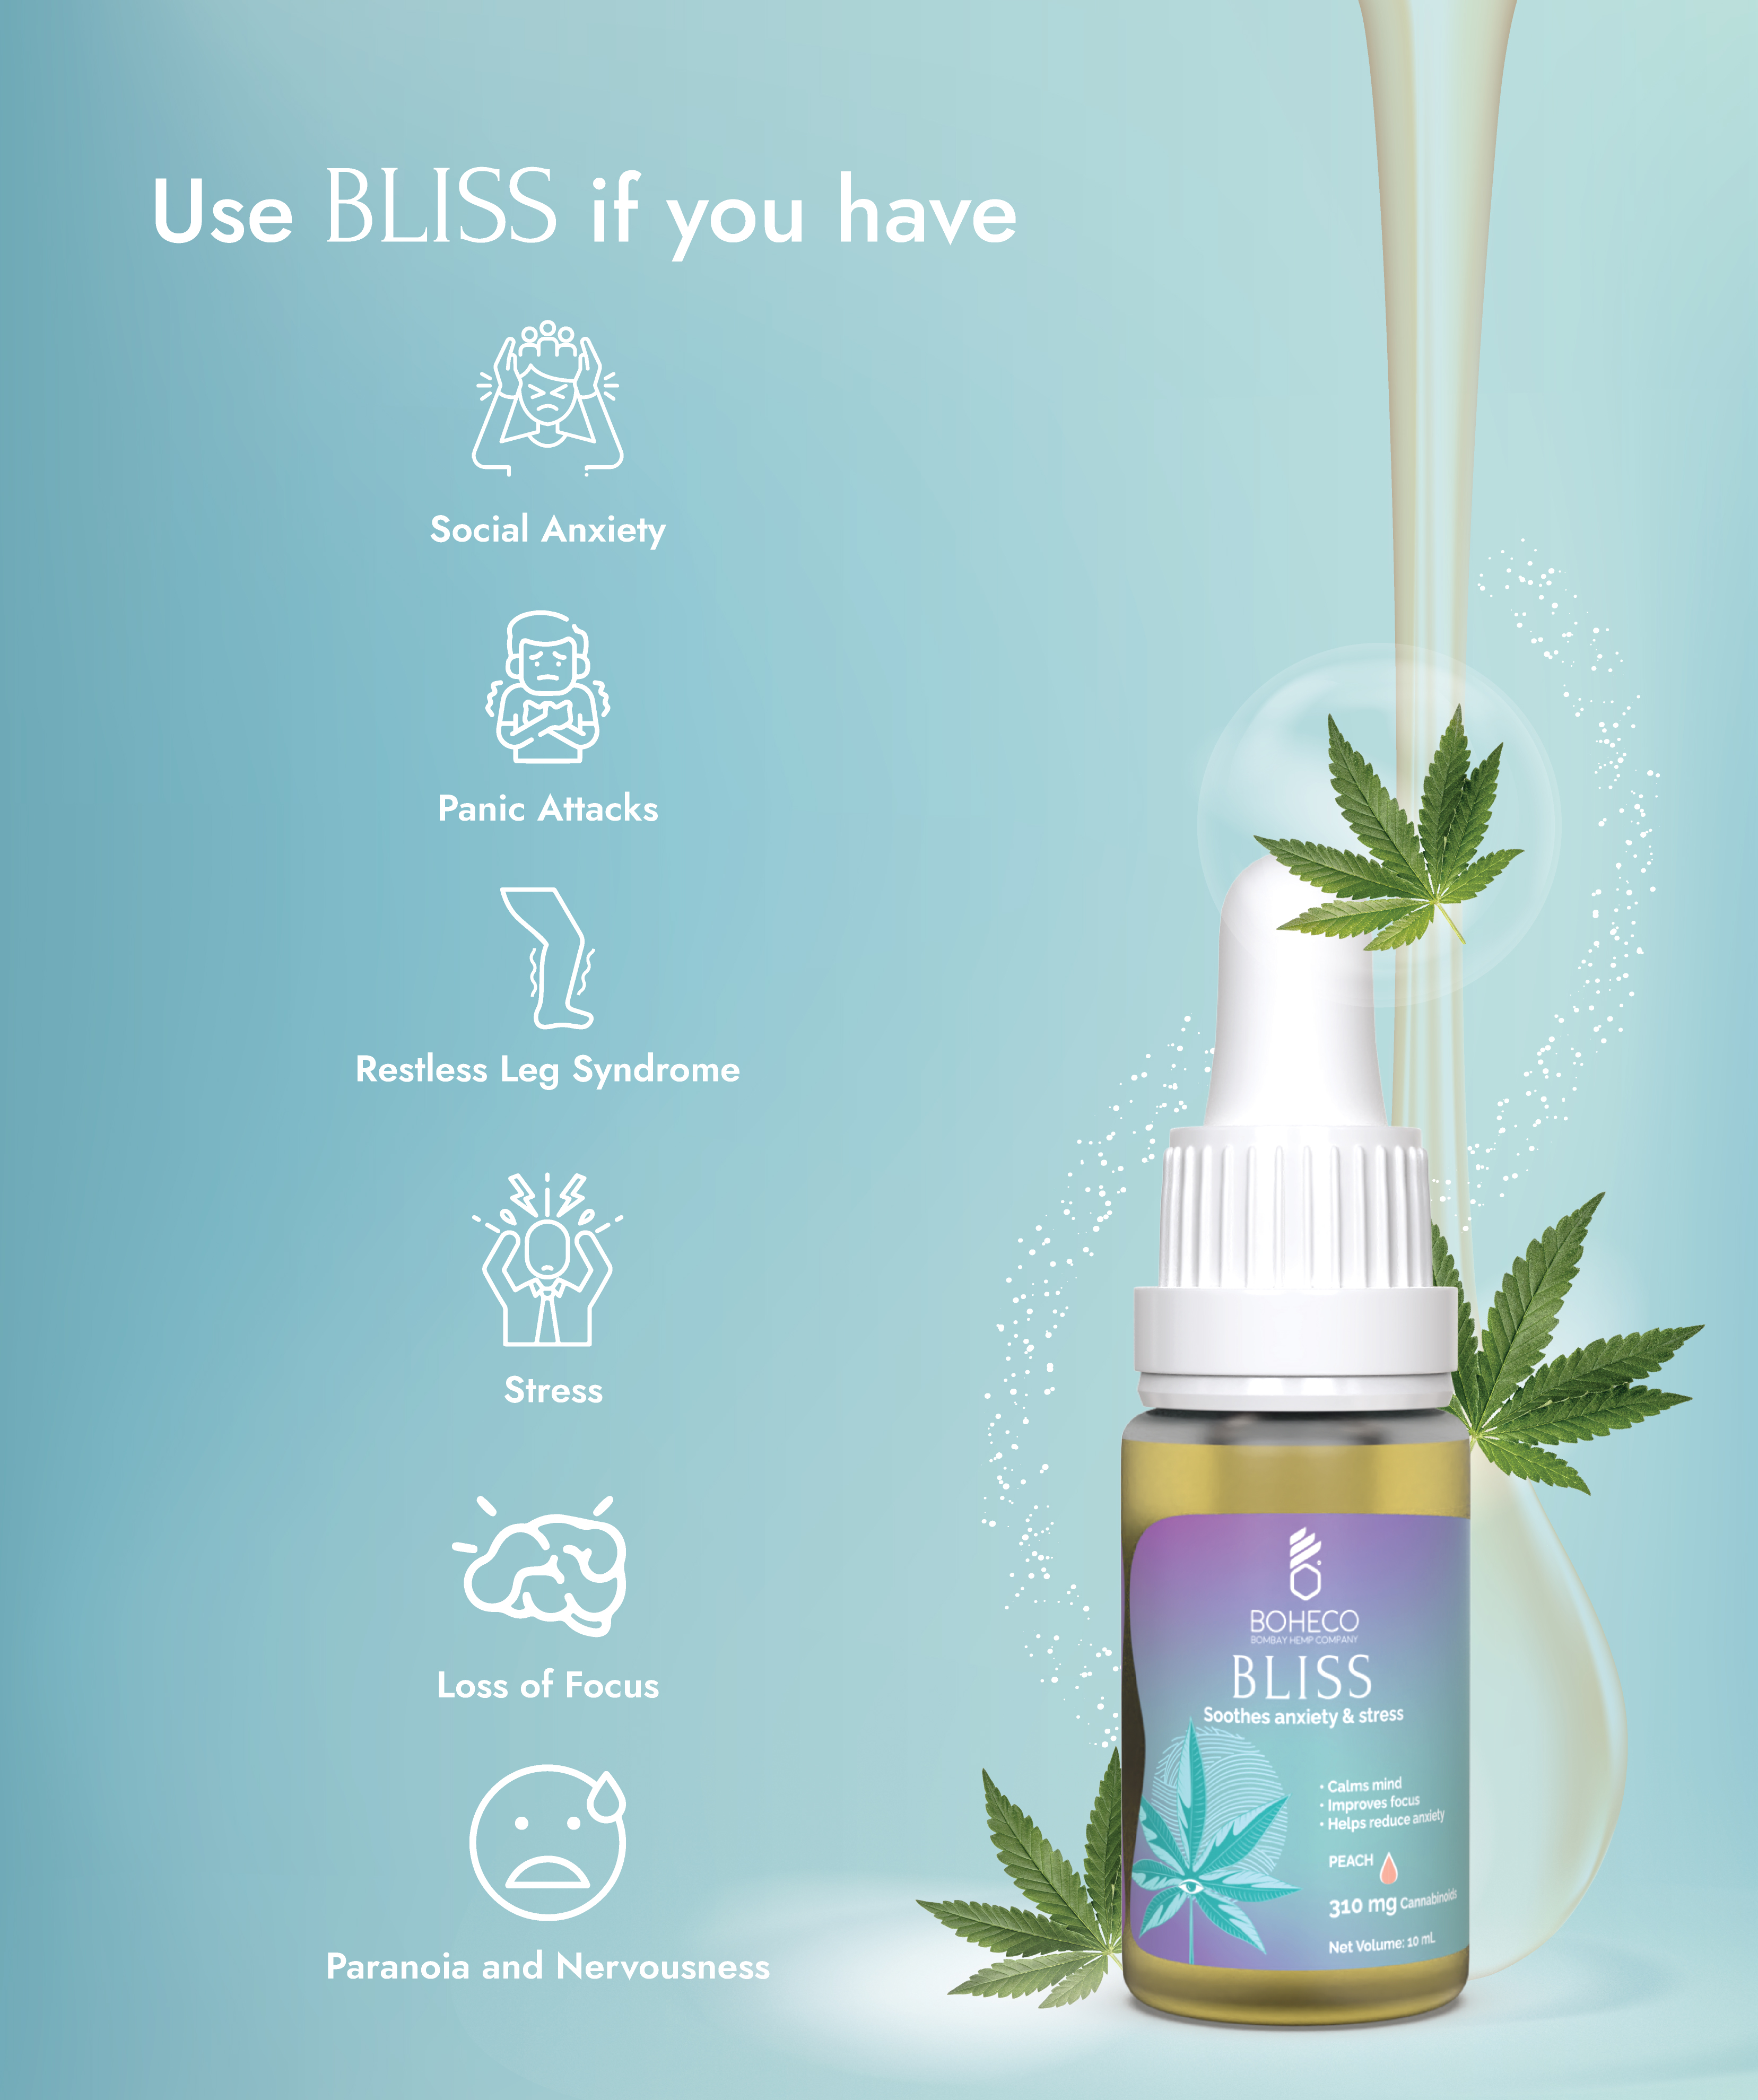 Use BLISS if you have
Social Anxiety
Panic Attacks
Restless Leg Syndrome
Stress
Loss of Focus
Paranoia and Nervousness
BOHECO
BOMBAY HEMP COMPANY
BLISS
Soothes anxiety & stress
• Calms mind
• Improves focus
• Helps reduce anxiety
PEACH
310 mg Cannabinoids
Net Volume: 10 mL